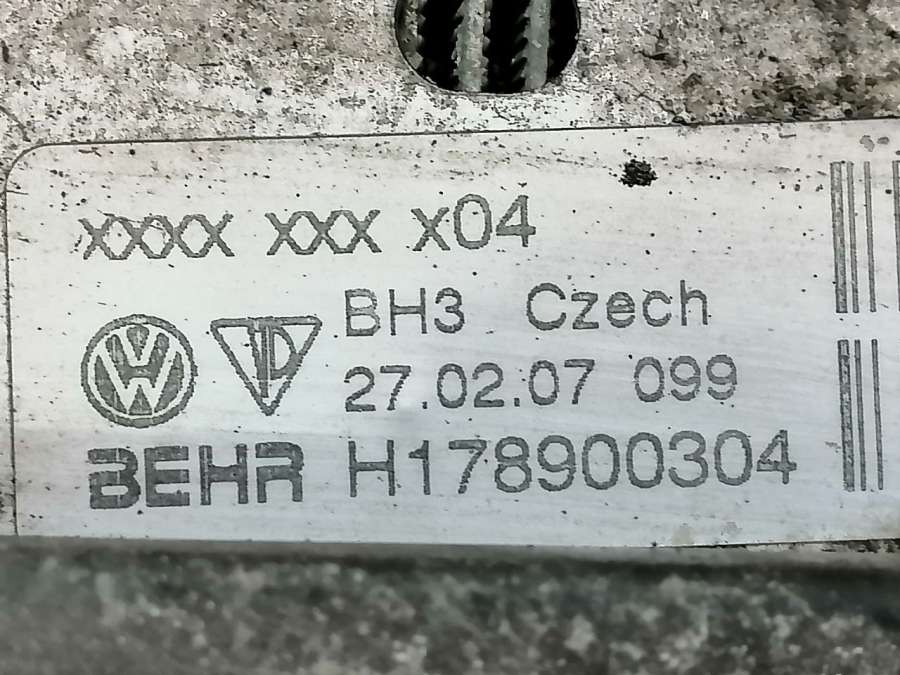 xxxx xxx x04
BH3 Czech
27.02.07 099
BEHR H178900304